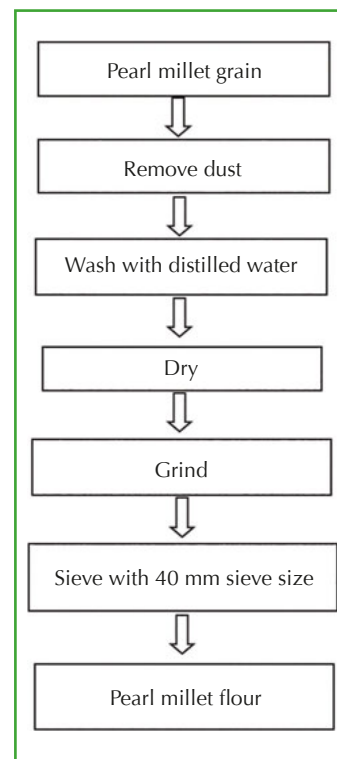 Pearl millet grain
Remove dust
Wash with distilled water
Dry
Grind
Sieve with 40 mm sieve size
Pearl millet flour